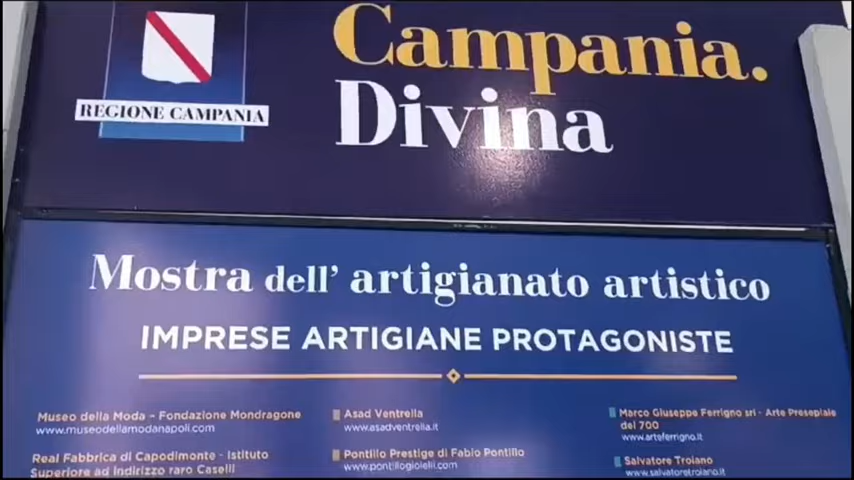 REGIONE CAMPANIA
Campania.
Divina
Mostra dell' artigianato artistico
IMPRESE ARTIGIANE PROTAGONISTE
Museo della Moda - Fondazione Mondragone
www.museodellamodanapoli.com
Real Fabbrica di Capodimonte - Istituto
Superiore ad indirizzo raro Caselli
Asad Ventrella
www.asadventrella.it
Pontillo Prestige di Fabio Pontillo
www.pontillogioielli.com
Marco Giuseppe Ferrigno srl - Arte Presepiale
del 700
www.arteferrigno.it
Salvatore Troiano
www.salvatoretroiano.it